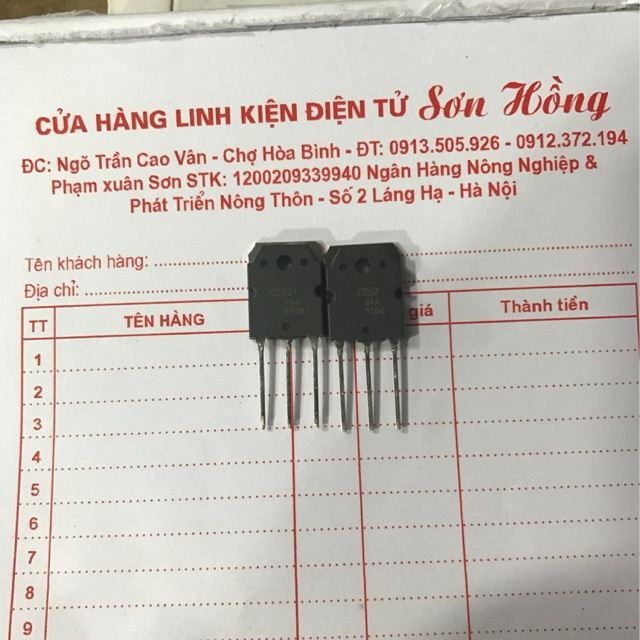 CỬA HÀNG LINH KIỆN ĐIỆN TỬ Sơn Hồng
ĐC: Ngõ Trần Cao Vân - Chợ Hòa Bình - ĐT: 0913.505.926 - 0912.372.194
Phạm xuân Sơn STK: 1200209339940 Ngân Hàng Nông Nghiệp &
Phát Triển Nông Thôn - Số 2 Láng Hạ - Hà Nội
Tên khách hàng:
Địa chỉ:
TT TÊN HÀNG giá Thành tiền
J352
1
2
3
4
5
6
7
8
9